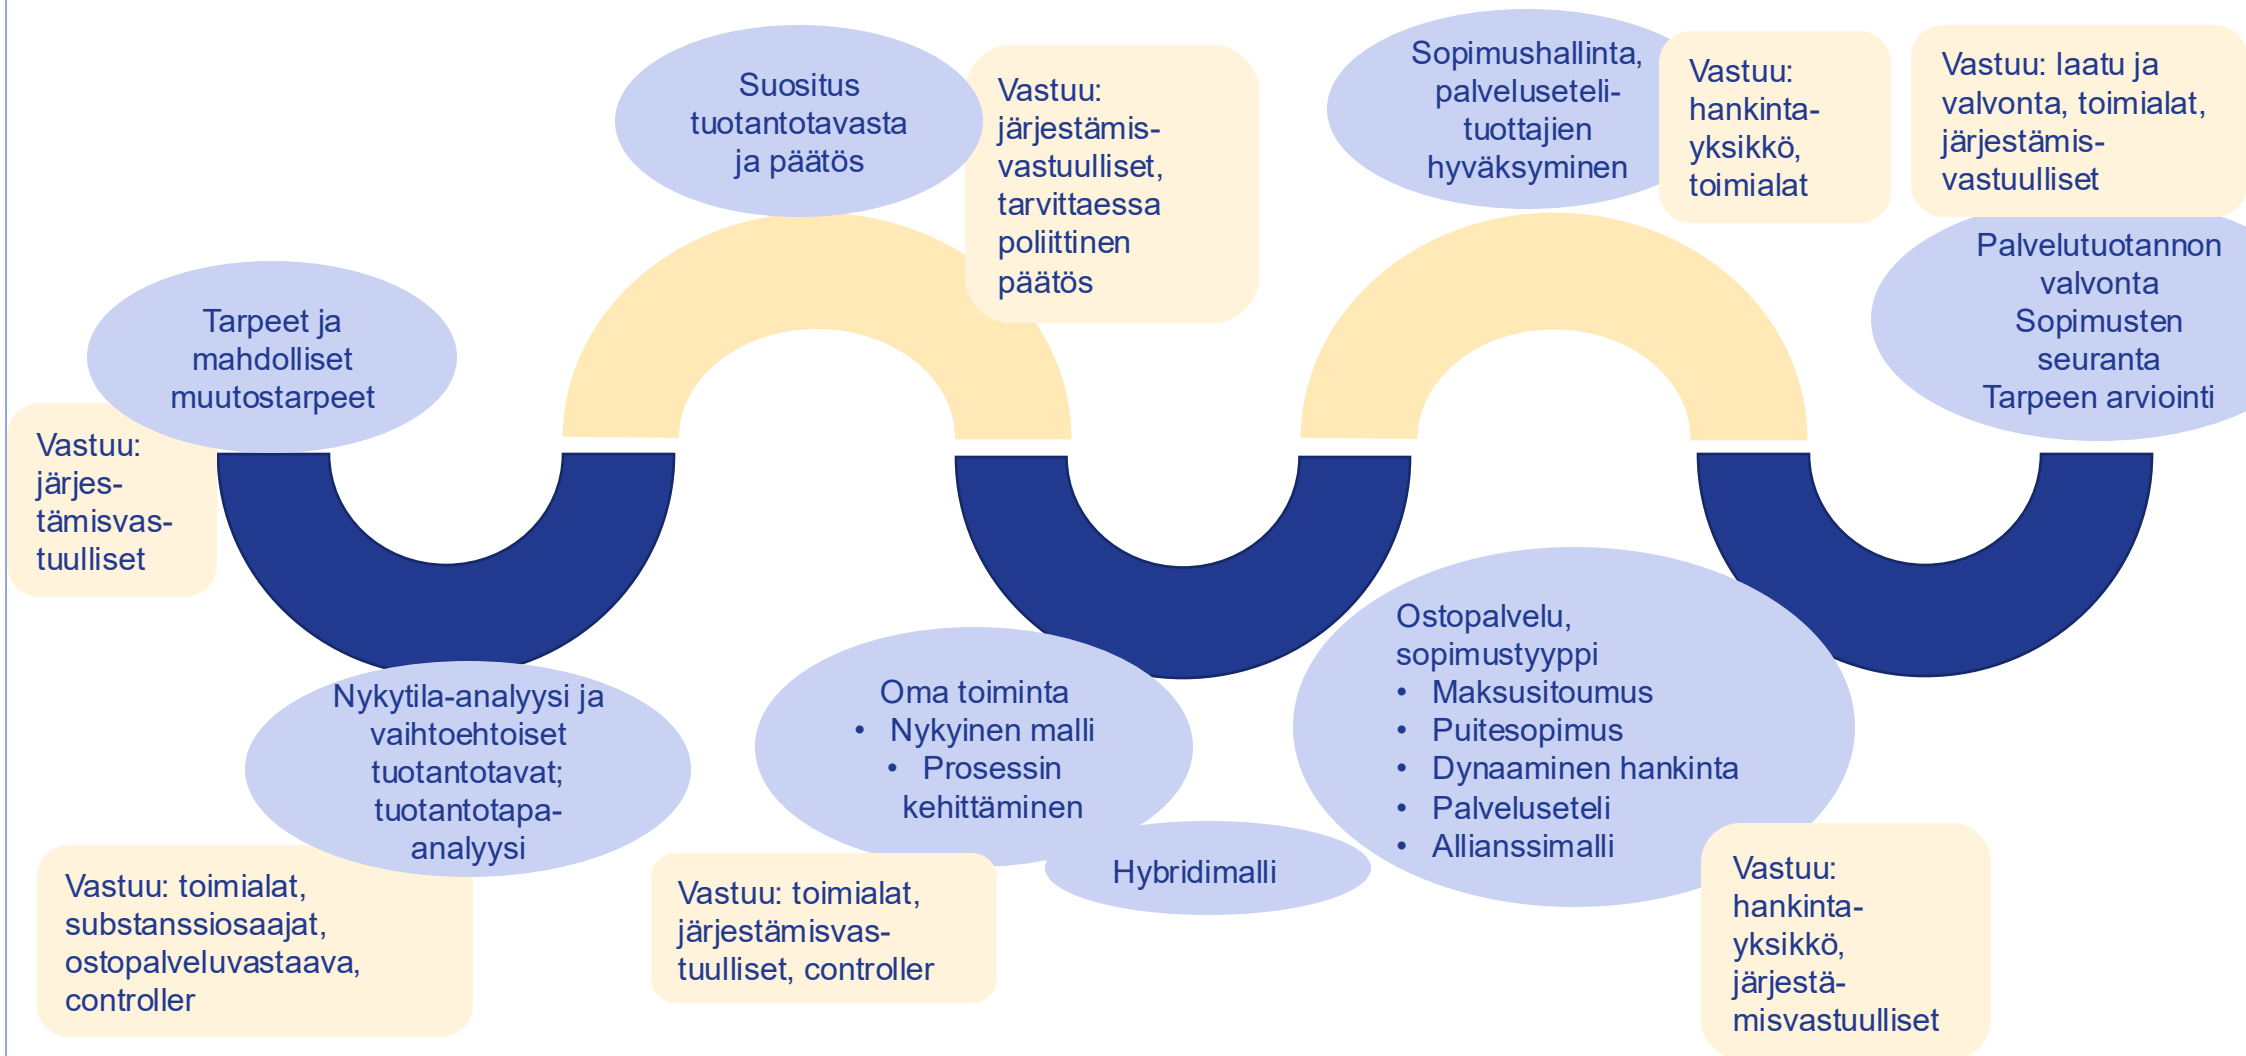 Tarpeet ja
mahdolliset
muutostarpeet
Vastuu:
järjes-
tämisvas-
tuulliset
Nykytila-analyysi ja
vaihtoehtoiset
tuotantotavat;
tuotantotapa-
analyysi
Vastuu: toimialat,
substanssiosaajat,
ostopalveluvastaava,
controller
Suositus
tuotantotavasta
ja päätös
Vastuu:
järjestämis-
vastuulliset,
tarvittaessa
poliittinen
päätös
Oma toiminta
• Nykyinen malli
• Prosessin
kehittäminen
Vastuu: toimialat,
järjestämisvas-
tuulliset, controller
Hybridimalli
Ostopalvelu,
sopimustyyppi
• Maksusitoumus
• Puitesopimus
• Dynaaminen hankinta
• Palveluseteli
• Allianssimalli
Vastuu:
hankinta-
yksikkö,
järjestä-
misvastuulliset
Sopimushallinta,
palveluseteli-
tuottajien
hyväksyminen
Vastuu:
hankinta-
yksikkö,
toimialat
Vastuu: laatu ja
valvonta, toimialat,
järjestämis-
vastuulliset
Palvelutuotannon
valvonta
Sopimusten
seuranta
Tarpeen arviointi